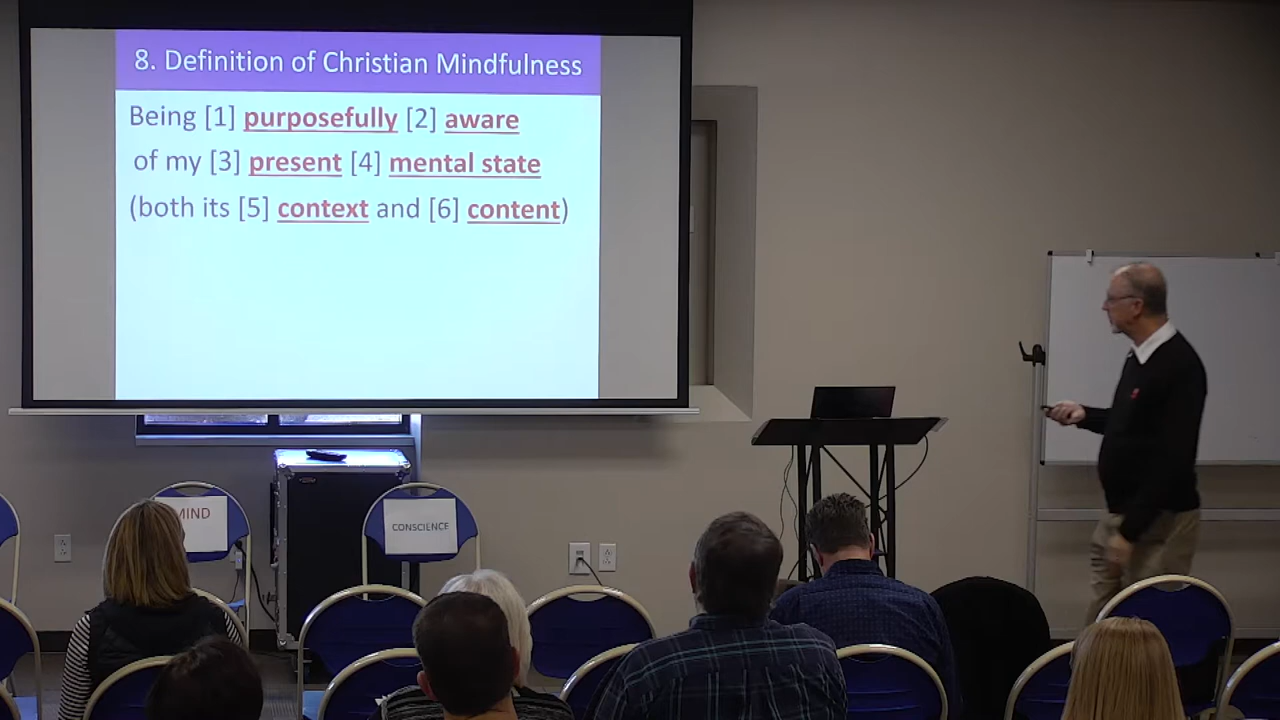 8. Definition of Christian Mindfulness
Being [1] purposefully [2] aware
of my [3] present [4] mental state
(both its [5] context and [6] content)
MIND
CONSCIENCE